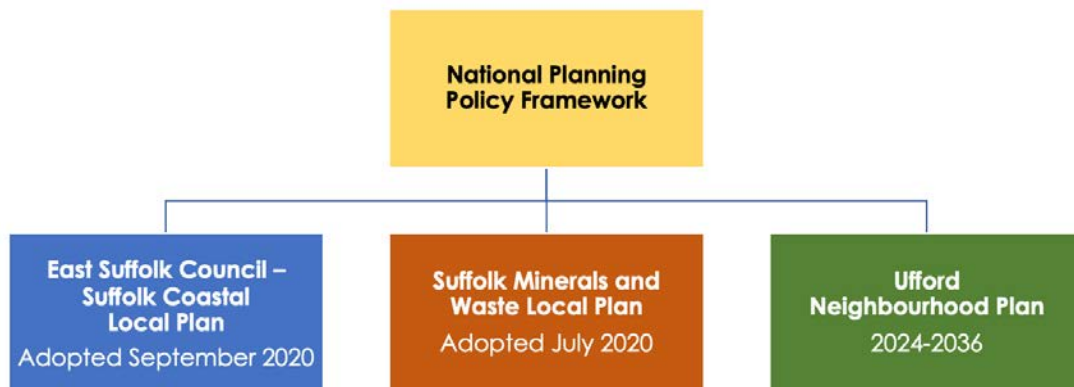 National Planning
Policy Framework
East Suffolk Council –
Suffolk Coastal
Local Plan
Adopted September 2020
Suffolk Minerals and
Waste Local Plan
Adopted July 2020
Ufford
Neighbourhood Plan
2024-2036